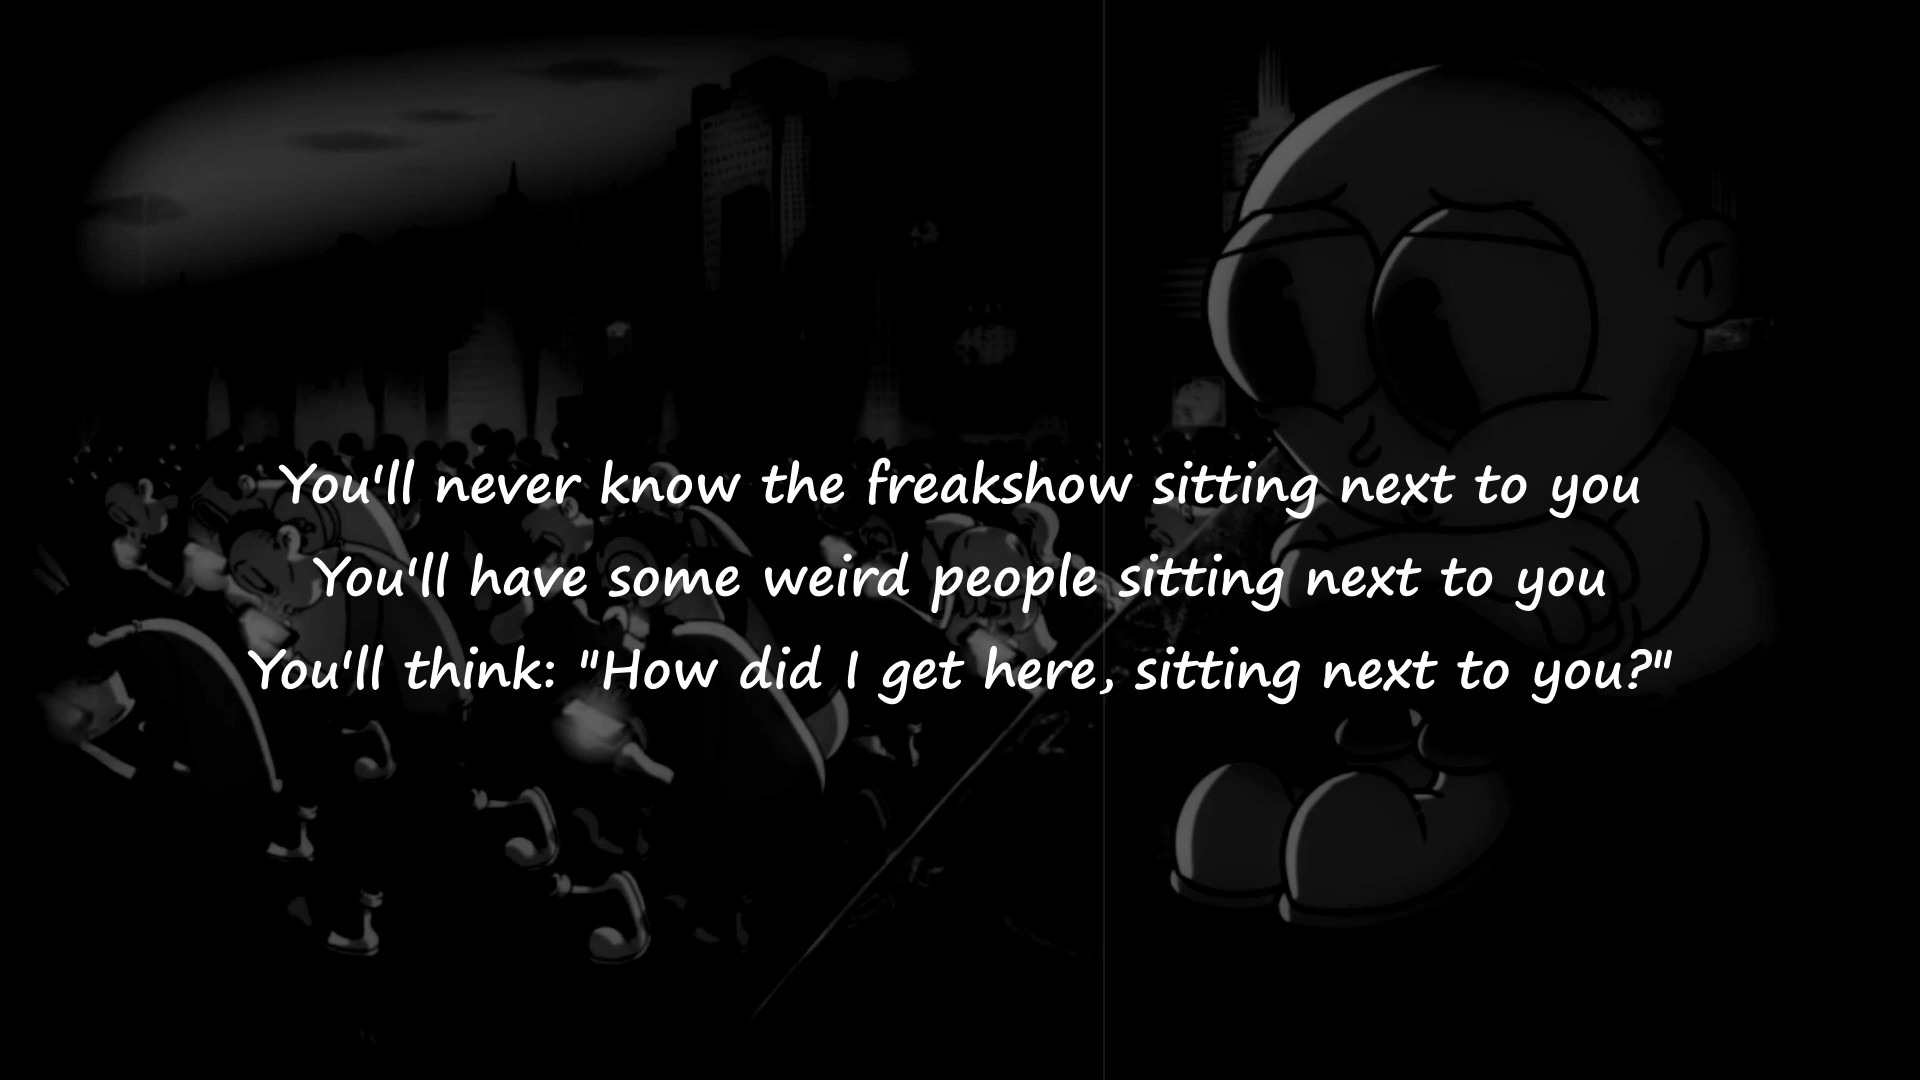 You'll never know the freakshow sitting next to you
You'll have some weird people sitting next to you
You'll think: "How did I get here, sitting next to you?"